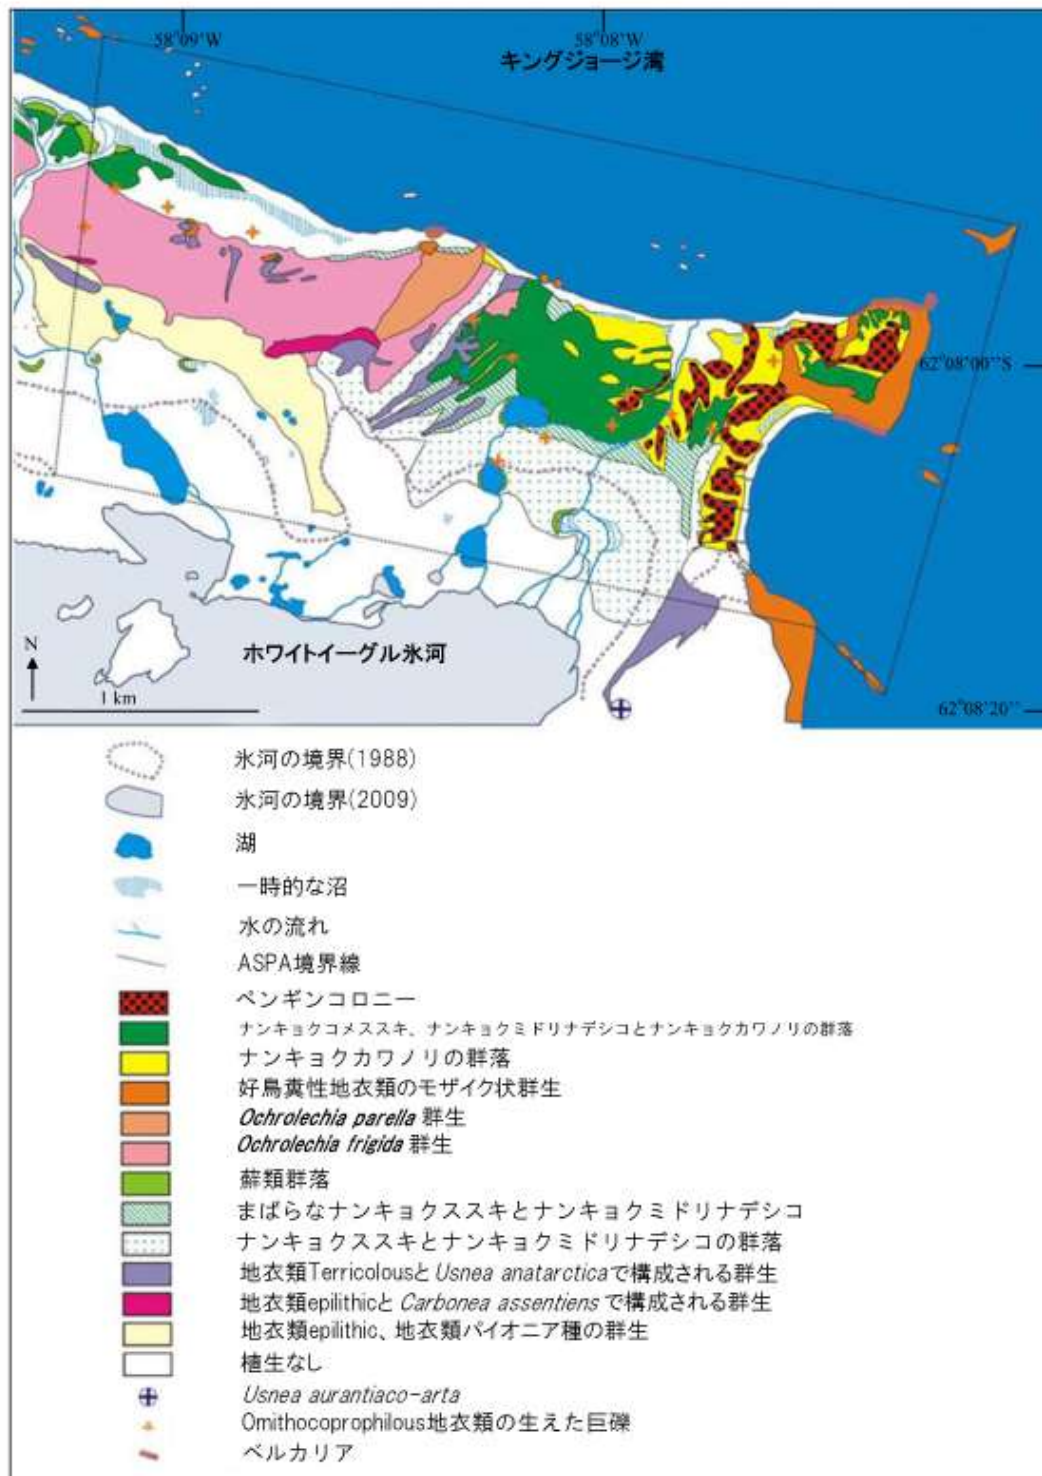 58°09'W
58°08'W
キングジョージ湾
62°08'00''S
ホワイトイーグル氷河
N
1 km
62°08'20''
氷河の境界(1988)
氷河の境界(2009)
湖
一時的な沼
水の流れ
ASPA境界線
ペンギンコロニー
ナンキョクコメススキ、ナンキョクミドリナデシコとナンキョクカワノリの群落
ナンキョクカワノリの群落
好鳥糞性地衣類のモザイク状群生
Ochrolechia parella 群生
Ochrolechia frigida 群生
蘚類群落
まばらなナンキョクススキとナンキョクミドリナデシコ
ナンキョクススキとナンキョクミドリナデシコの群落
地衣類TerricolousとUsnea anatarcticaで構成される群生
地衣類epilithicと Carbonea assentiens で構成される群生
地衣類epilithic、地衣類パイオニア種の群生
植生なし
Usnea aurantiaco-arta
Omithocoprophilous地衣類の生えた巨礫
ベルカリア